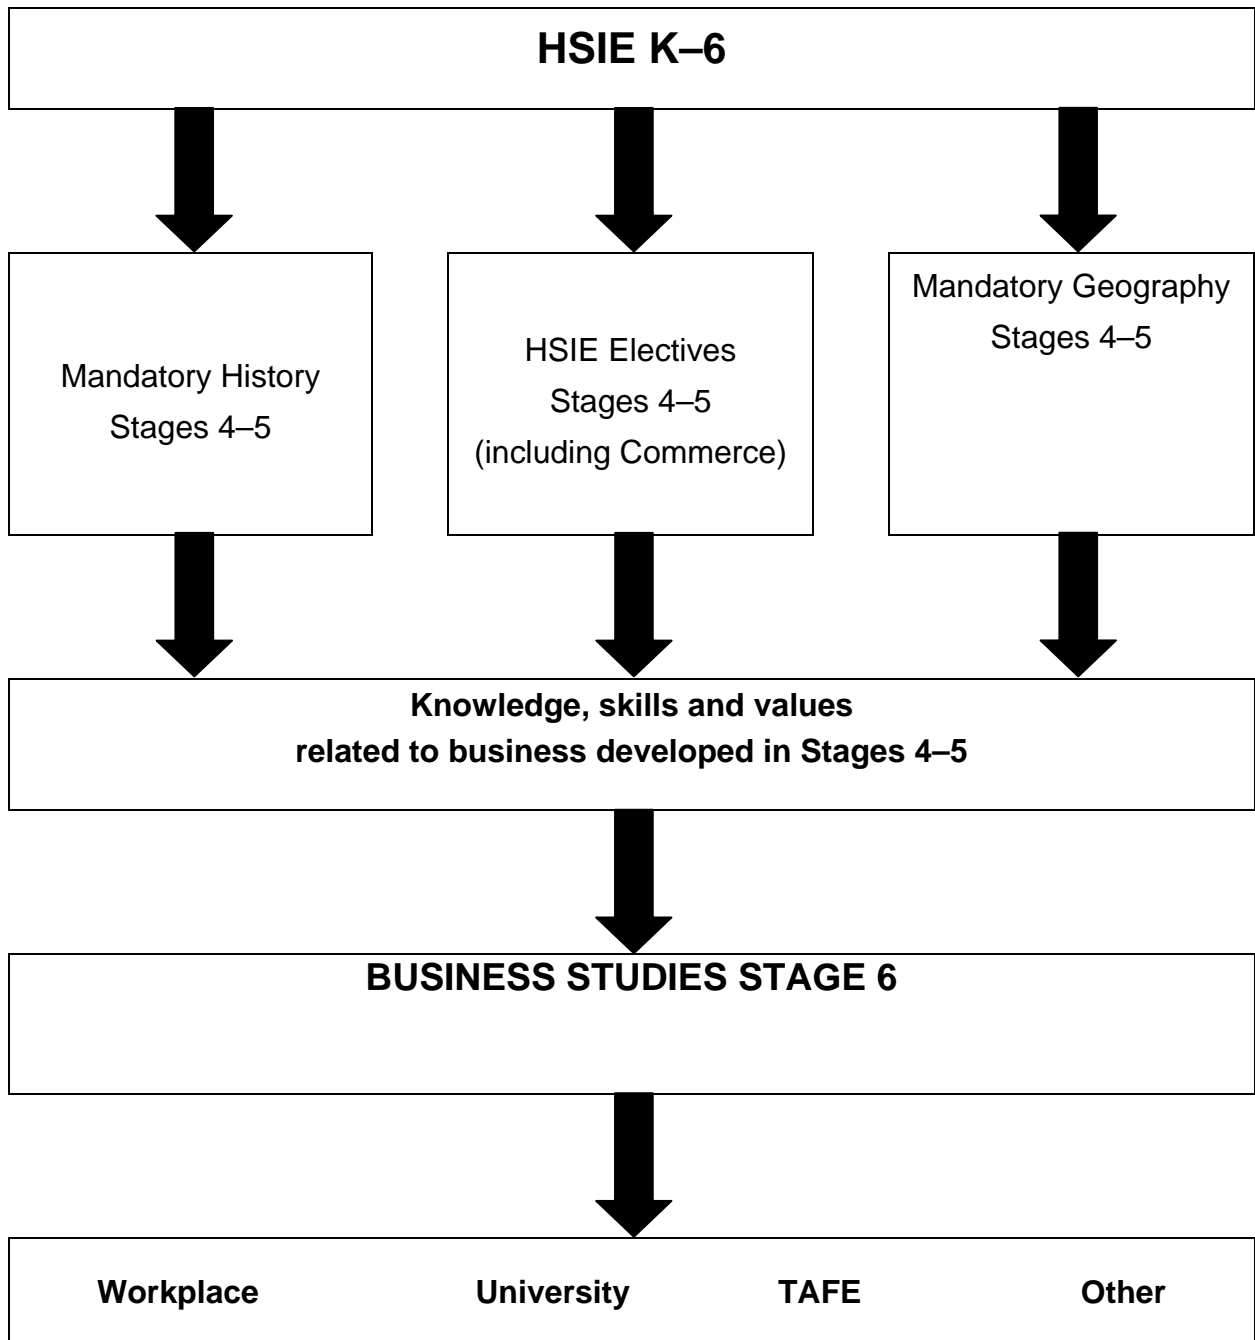 HSIE K–6
Mandatory History
Stages 4–5
HSIE Electives
Stages 4–5
(including Commerce)
Mandatory Geography
Stages 4–5
Knowledge, skills and values
related to business developed in Stages 4–5
BUSINESS STUDIES STAGE 6
Workplace University TAFE Other